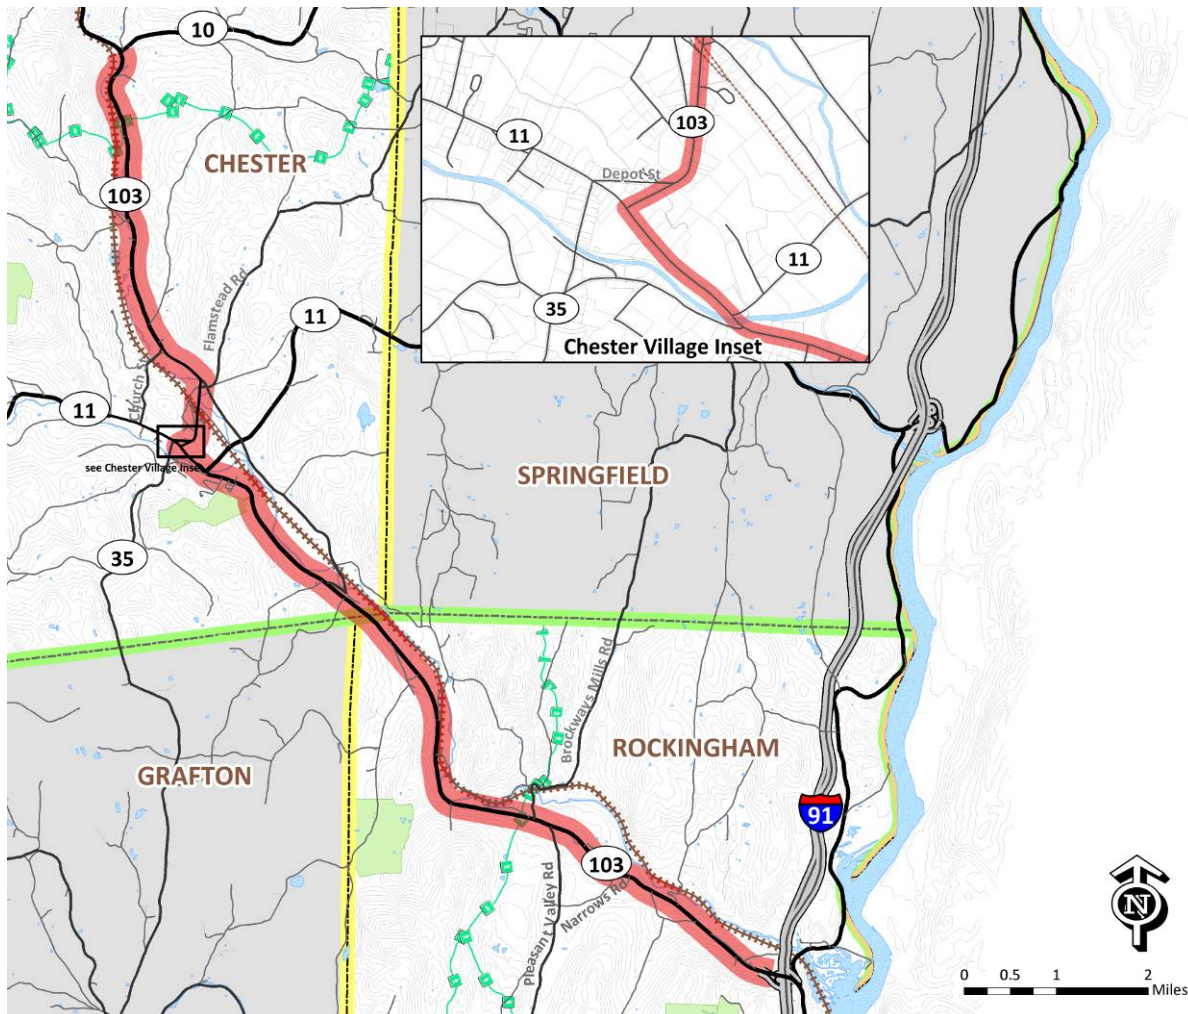 10
CHESTER
103
Flamstead Rd
11
Church St
11
see Chester Village Inset
35
GRAFTON
11
103
Depot St
11
35
Chester Village Inset
SPRINGFIELD
Brockways Mills Rd
ROCKINGHAM
91
103
Pleasant Valley Rd
Narrows Rd
N
0 0.5 1 2
Miles